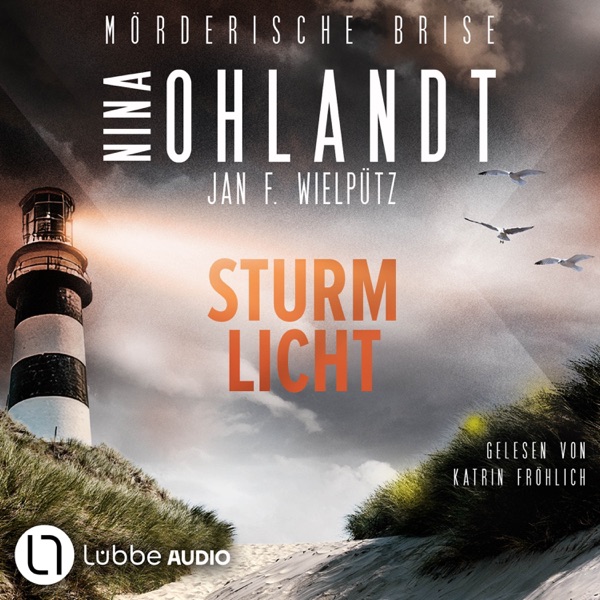 MÖRDERISCHE BRISE
NINA OHLANDT
JAN F. WIELPÜTZ
STURM
LICHT
GELESEN VON
KATRIN FRÖHLICH
Lübbe AUDIO